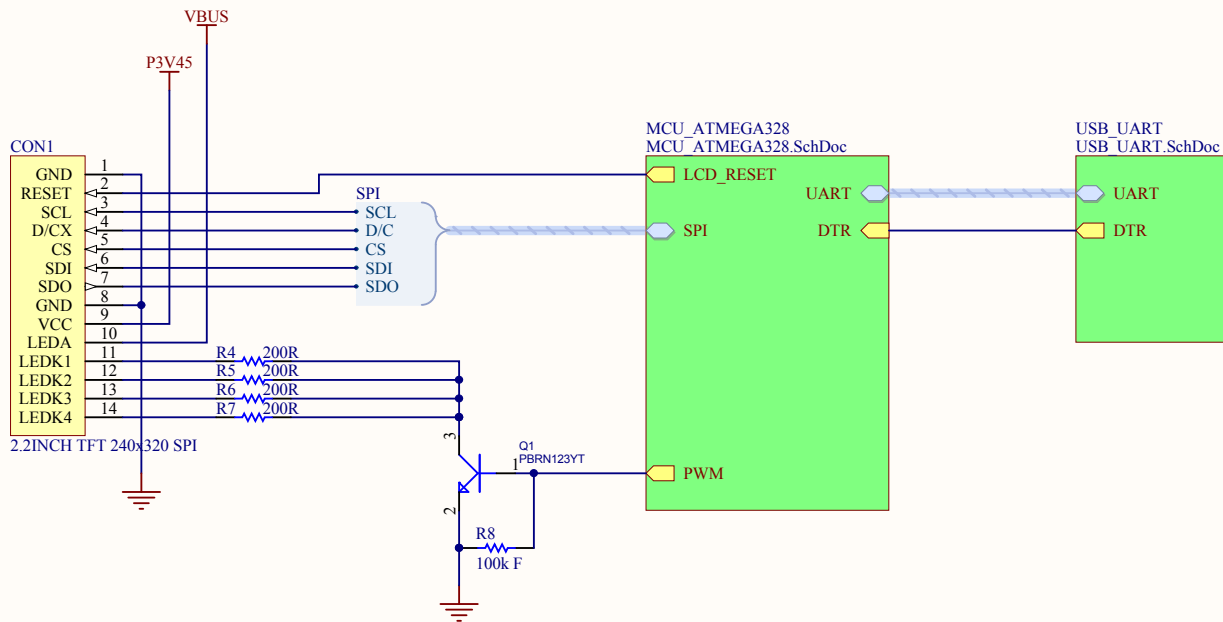 VBUS
P3V45
CON1
GND 1
RESET 2
SCL 3
D/CX 4
CS 5
SDI 6
SDO 7
GND 8
VCC 9
LEDA 10
LEDK1 11
LEDK2 12
LEDK3 13
LEDK4 14
2.2INCH TFT 240x320 SPI
SPI
SCL
D/C
CS
SDI
SDO
R4 200R
R5 200R
R6 200R
R7 200R
3
Q1
PBRN123YT
1
2
R8
100k F
MCU_ATMEGA328
MCU_ATMEGA328.SchDoc
LCD_RESET
UART
SPI
DTR
PWM
USB_UART
USB_UART.SchDoc
UART
DTR